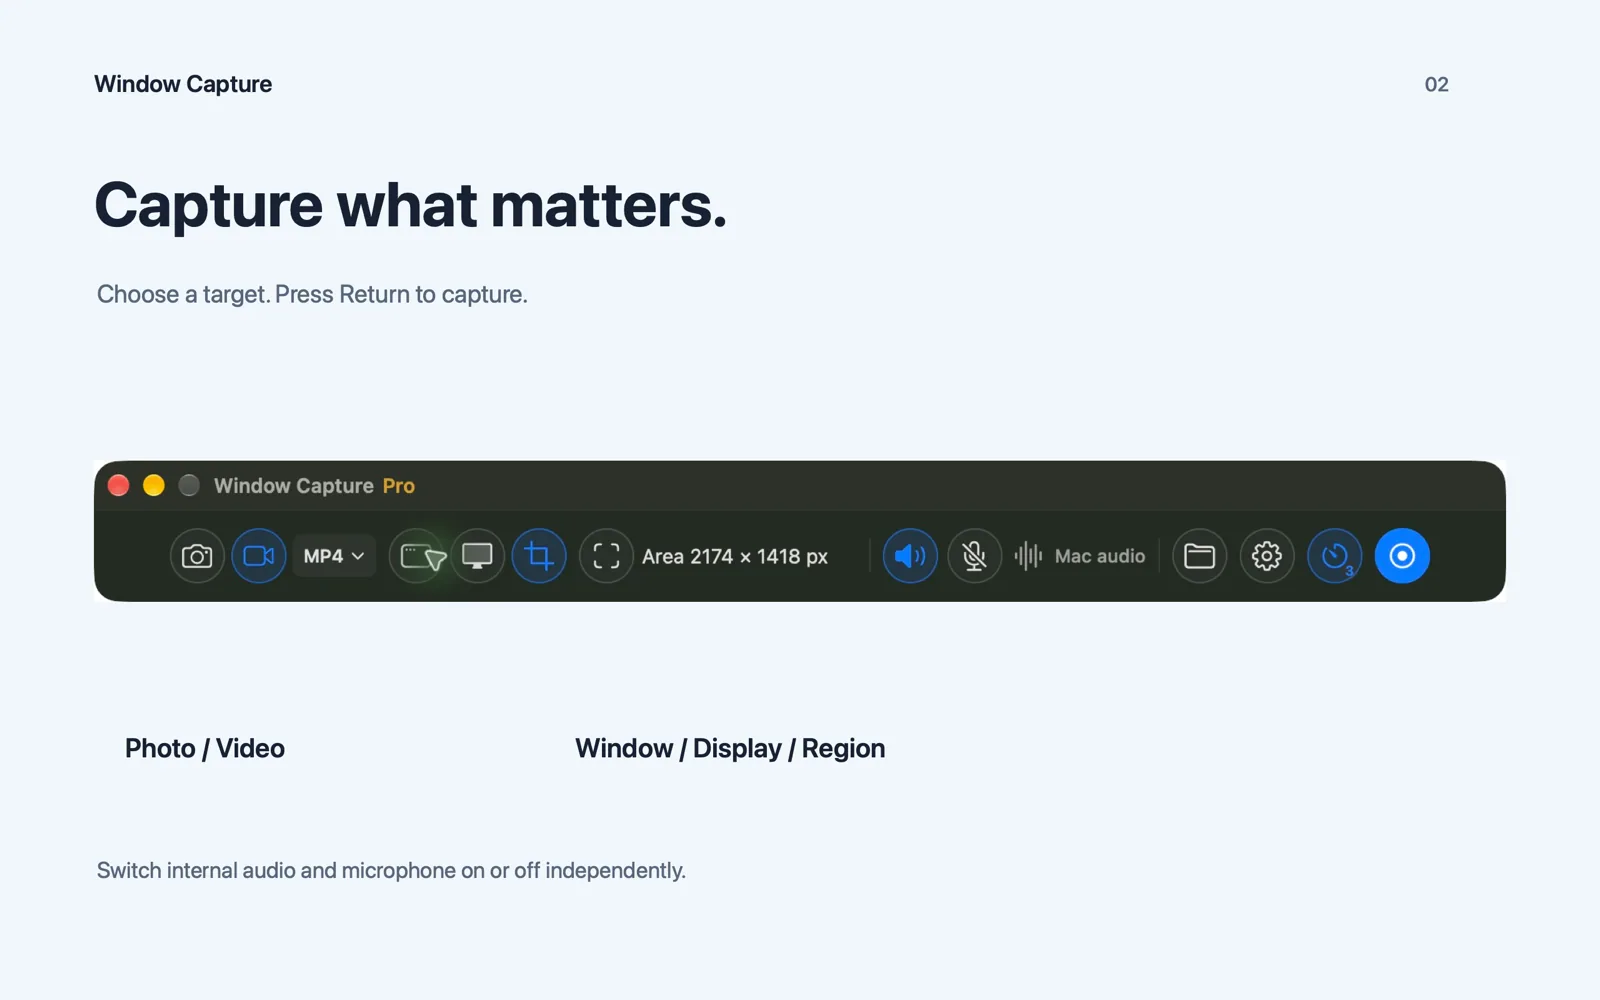 Window Capture
02
Capture what matters.
Choose a target. Press Return to capture.
Window Capture Pro
MP4
Area 2174 × 1418 px
Mac audio
3
Photo / Video
Window / Display / Region
Switch internal audio and microphone on or off independently.